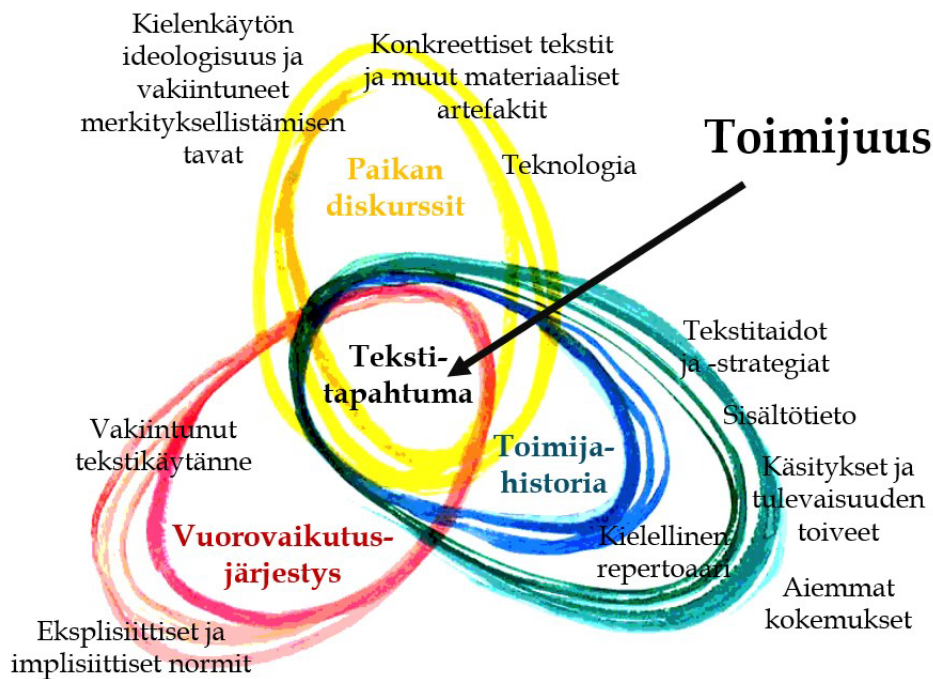 Kielenkäytön
ideologisuus ja
vakiintuneet
merkityksellistämisen
tavat
Konkreettiset tekstit
ja muut materiaaliset
artefaktit
Teknologia
Toimijuus
Paikan
diskurssit
Teksti-
tapahtuma
Tekstitaidot
ja -strategiat
Sisältötieto
Käsitykset ja
tulevaisuuden
toiveet
Aiemmat
kokemukset
Toimija-
historia
Kielellinen
repertoaari
Vakiintunut
tekstikäytänne
Vuorovaikutus-
järjestys
Eksplisiittiset ja
implisiittiset normit